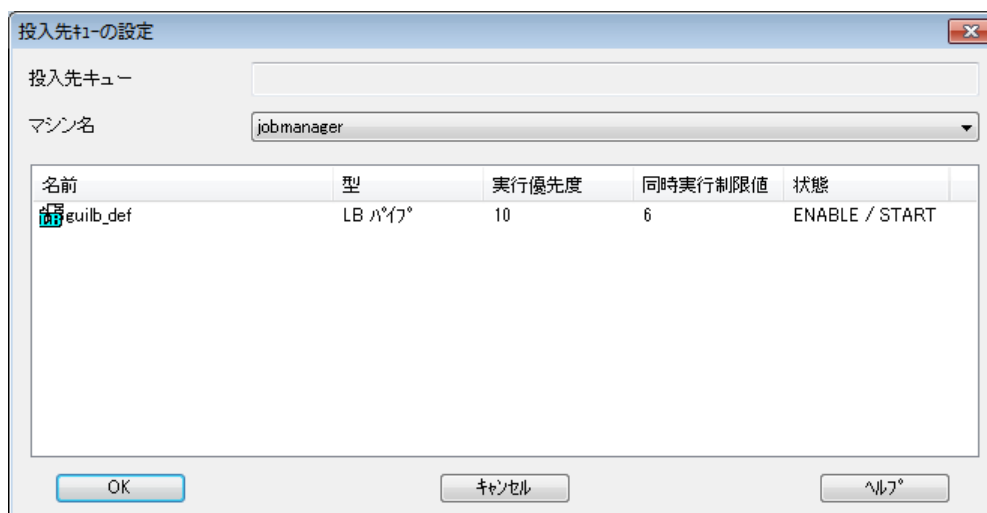 投入先ｷｭｰの設定
投入先キュー
マシン名 jobmanager
名前 型 実行優先度 同時実行制限値 状態
guilb_def LB ﾊﾟｲﾌﾟ 10 6 ENABLE / START
OK ｷｬﾝｾﾙ ﾍﾙﾌﾟ